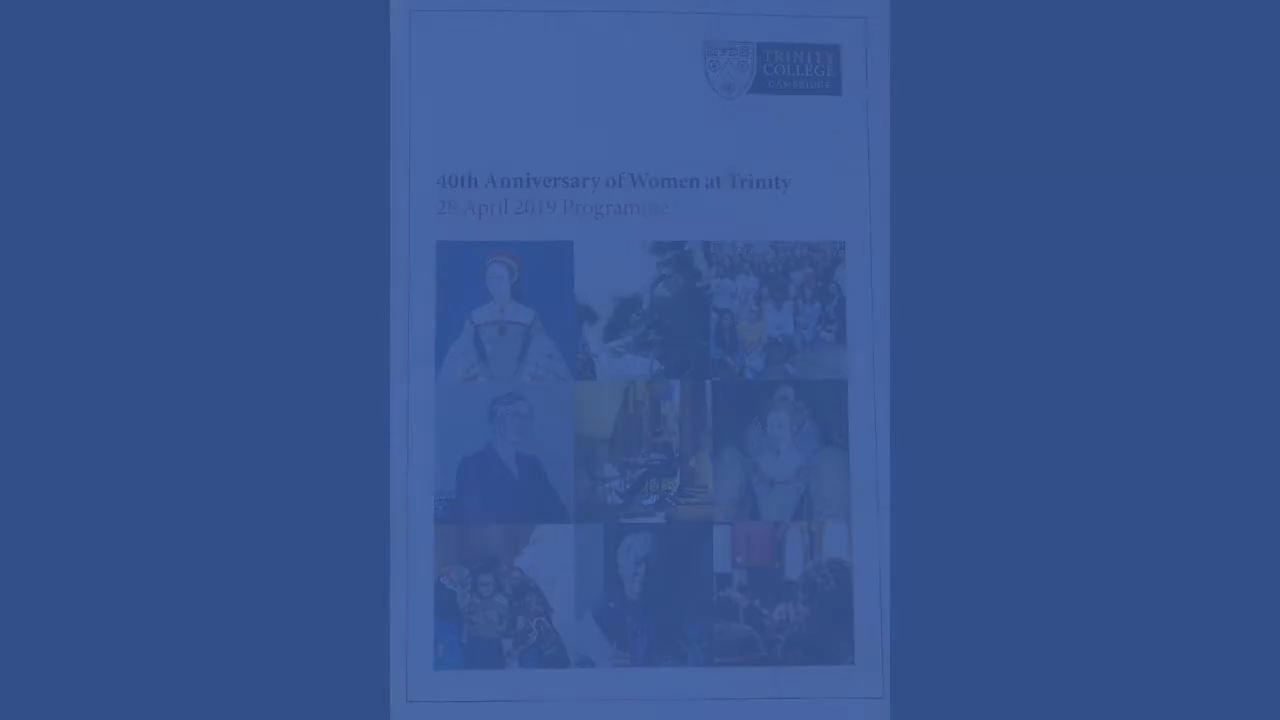 TRINITY
COLLEGE
CAMBRIDGE
40th Anniversary of Women at Trinity
28 April 2019 Programme